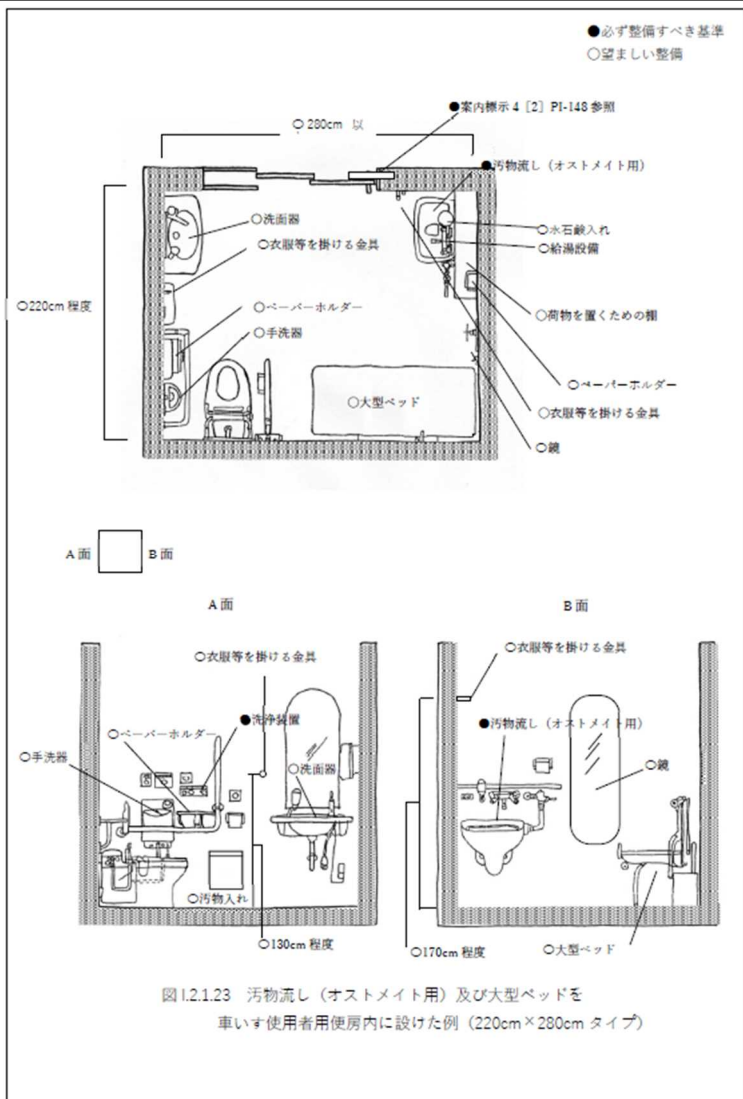 ●必ず整備すべき基準
○望ましい整備
○280cm 以
●案内標示 4［2］PI-148 参照
●汚物流し（オストメイト用）
○洗面器
○水石鹸入れ
○衣服等を掛ける金具
○給湯設備
○220cm 程度
○ペーパーホルダー
○荷物を置くための棚
○手洗器
○ペーパーホルダー
○大型ベッド
○衣服等を掛ける金具
○鏡
A 面
B 面
A 面
B 面
○衣服等を掛ける金具
○衣服等を掛ける金具
●洗浄装置
●汚物流し（オストメイト用）
○ペーパーホルダー
○手洗器
○洗面器
○鏡
○汚物入れ
○130cm 程度
○170cm 程度
○大型ベッド
図 I.2.1.23 汚物流し（オストメイト用）及び大型ベッドを
車いす使用者用便房内に設けた例（220cm×280cm タイプ）